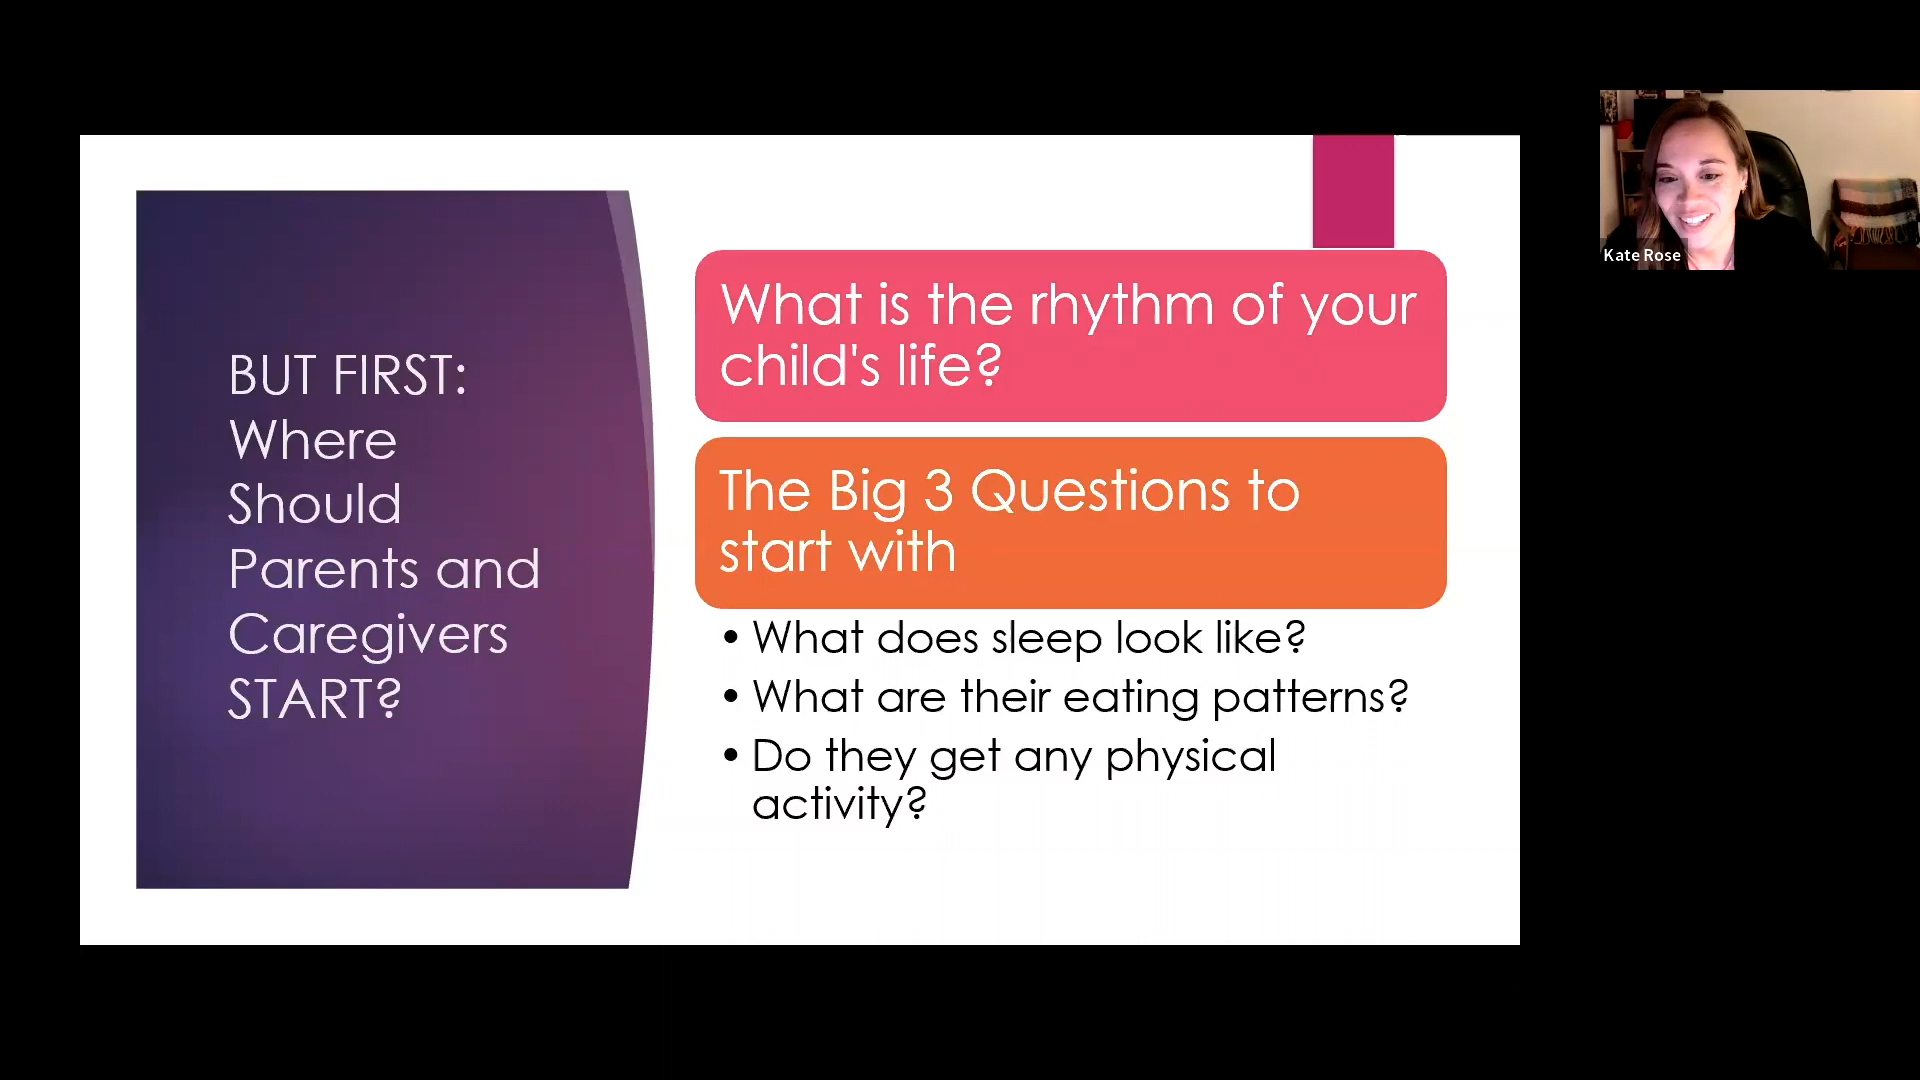 BUT FIRST:
Where
Should
Parents and
Caregivers
START?
What is the rhythm of your
child's life?
The Big 3 Questions to
start with
• What does sleep look like?
• What are their eating patterns?
• Do they get any physical
activity?
Kate Rose